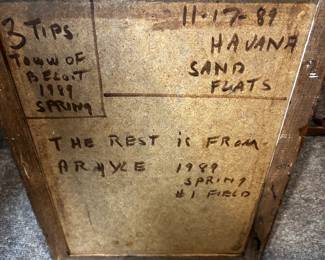 3 TIPS
TOWN OF
BELOIT
1989
SPRING
11-17-89
HAVANA
SAND
FLATS
THE REST is FROM
ARGYLE 1989
SPRING
#1 FIELD